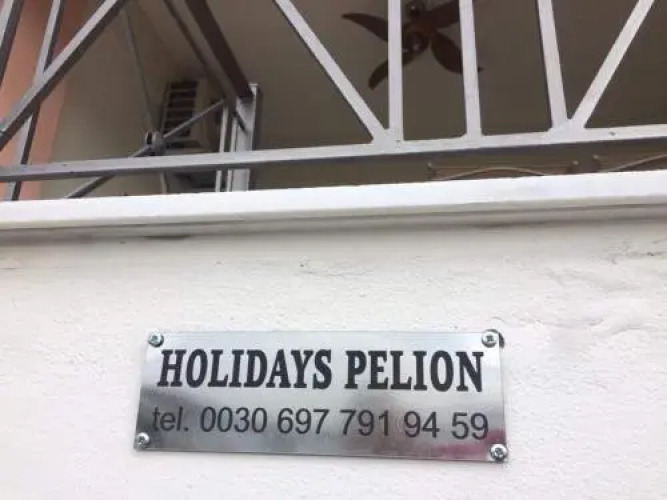 HOLIDAYS PELION
tel. 0030 697 791 94 59